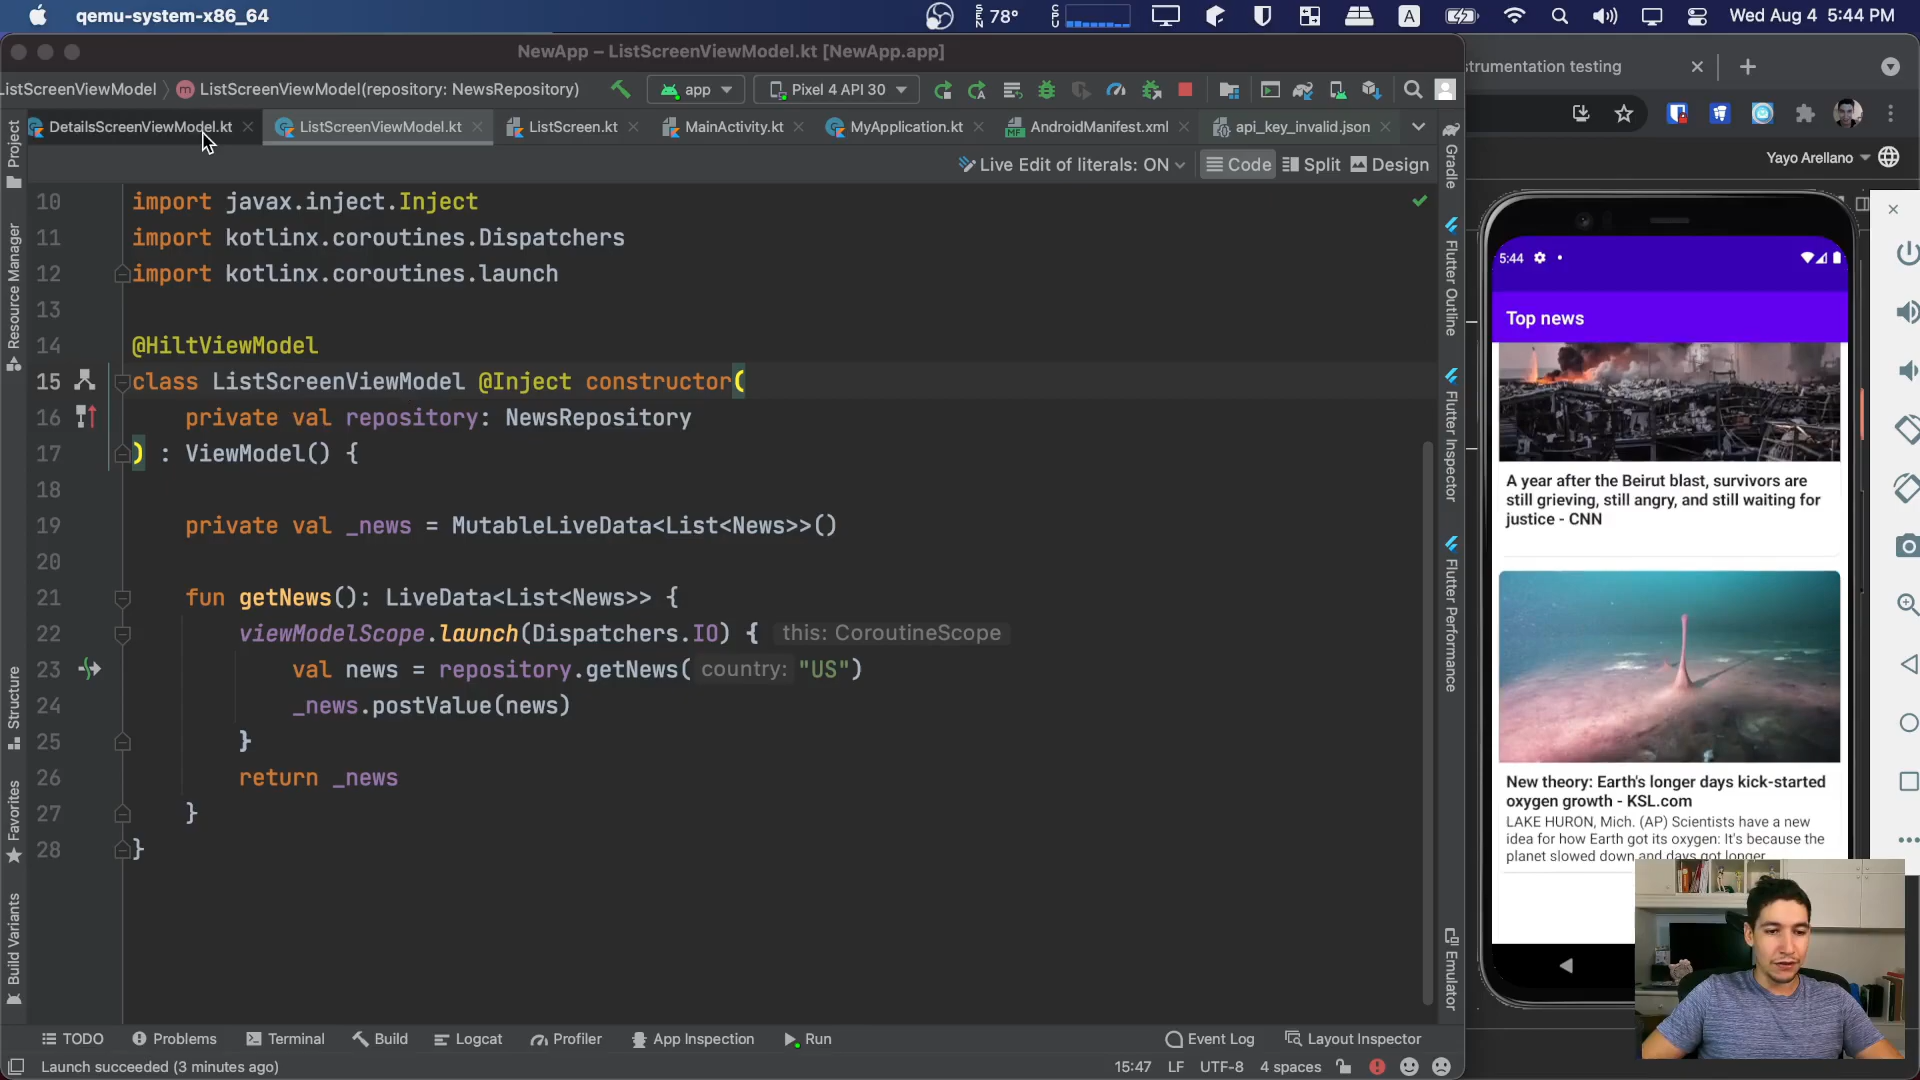 qemu-system-x86_64
SEN 78° CPU
Wed Aug 4 5:44 PM
NewApp – ListScreenViewModel.kt [NewApp.app]
strumentation testing
ListScreenViewModel
ListScreenViewModel(repository: NewsRepository)
app
Pixel 4 API 30
DetailsScreenViewModel.kt
ListScreenViewModel.kt
ListScreen.kt
MainActivity.kt
MyApplication.kt
AndroidManifest.xml
api_key_invalid.json
Live Edit of literals: ON
Code
Split
Design
Yayo Arellano
Project
Resource Manager
Structure
Favorites
Build Variants
10 import javax.inject.Inject
11 import kotlinx.coroutines.Dispatchers
12 import kotlinx.coroutines.launch
13
14 @HiltViewModel
15 class ListScreenViewModel @Inject constructor(
16 private val repository: NewsRepository
17 ) : ViewModel() {
18
19 private val _news = MutableLiveData<List<News>>()
20
21 fun getNews(): LiveData<List<News>> {
22 viewModelScope.launch(Dispatchers.IO) { this: CoroutineScope
23 val news = repository.getNews( country: "US")
24 _news.postValue(news)
25 }
26 return _news
27 }
28 }
Gradle
Flutter Outline
Flutter Inspector
Flutter Performance
Emulator
5:44
Top news
A year after the Beirut blast, survivors are
still grieving, still angry, and still waiting for
justice - CNN
New theory: Earth's longer days kick-started
oxygen growth - KSL.com
LAKE HURON, Mich. (AP) Scientists have a new
idea for how Earth got its oxygen: It's because the
planet slowed down and days got longer
TODO
Problems
Terminal
Build
Logcat
Profiler
App Inspection
Run
Event Log
Layout Inspector
Launch succeeded (3 minutes ago)
15:47 LF UTF-8 4 spaces